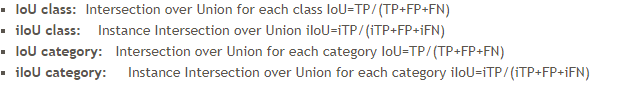 ▪ IoU class: Intersection over Union for each class IoU=TP/(TP+FP+FN)
▪ iIoU class: Instance Intersection over Union iIoU=iTP/(iTP+FP+iFN)
▪ IoU category: Intersection over Union for each category IoU=TP/(TP+FP+FN)
▪ iIoU category: Instance Intersection over Union for each category iIoU=iTP/(iTP+FP+iFN)